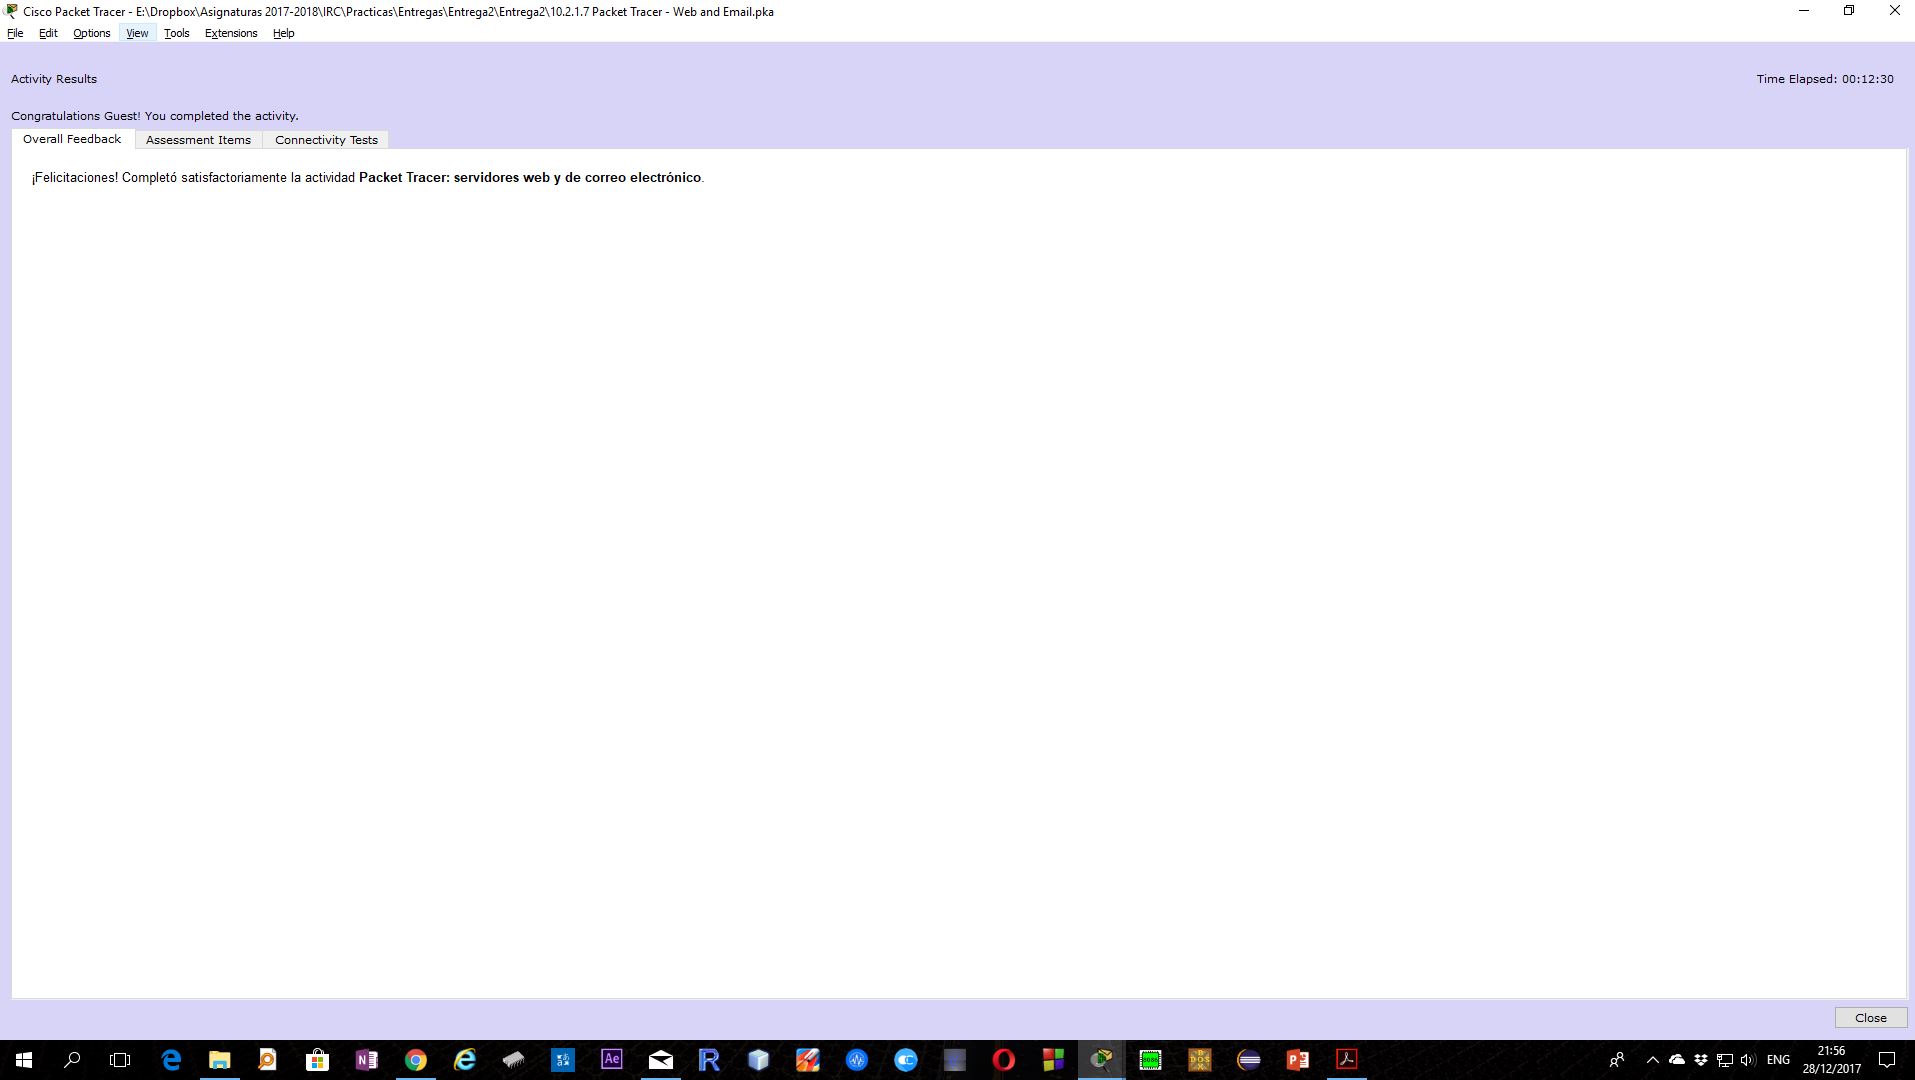 Cisco Packet Tracer - E:\Dropbox\Asignaturas 2017-2018\IRC\Practicas\Entregas\Entrega2\Entrega2\10.2.1.7 Packet Tracer - Web and Email.pka
File Edit Options View Tools Extensions Help
Activity Results Time Elapsed: 00:12:30
Congratulations Guest! You completed the activity.
Overall Feedback Assessment Items Connectivity Tests
¡Felicitaciones! Completó satisfactoriamente la actividad Packet Tracer: servidores web y de correo electrónico.
Close
Ae ENG 21:56
28/12/2017